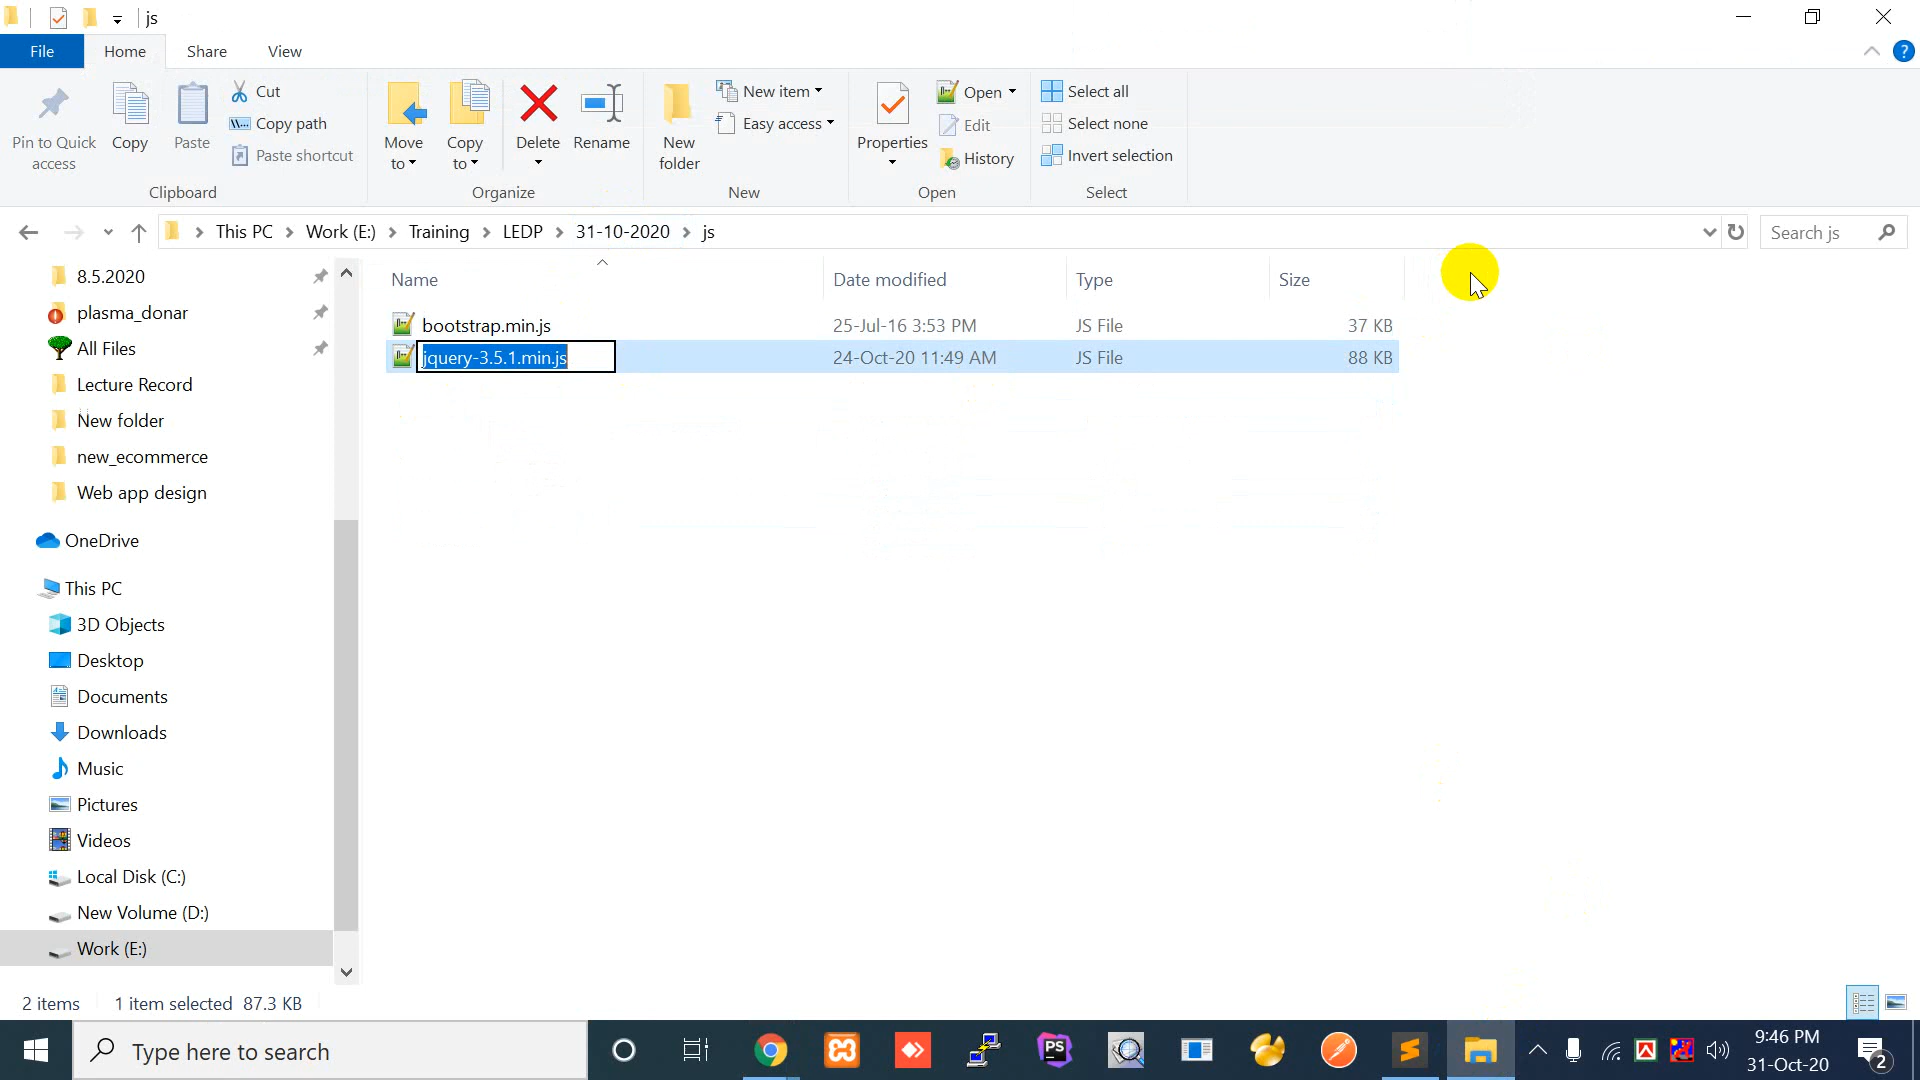 js
File Home Share View
Pin to Quick access
Copy
Paste
Cut
Copy path
Paste shortcut
Clipboard
Move to
Copy to
Delete
Rename
Organize
New folder
New item
Easy access
New
Properties
Open
Edit
History
Open
Select all
Select none
Invert selection
Select
This PC > Work (E:) > Training > LEDP > 31-10-2020 > js
Search js
8.5.2020
plasma_donar
All Files
Lecture Record
New folder
new_ecommerce
Web app design
OneDrive
This PC
3D Objects
Desktop
Documents
Downloads
Music
Pictures
Videos
Local Disk (C:)
New Volume (D:)
Work (E:)
Name Date modified Type Size
bootstrap.min.js 25-Jul-16 3:53 PM JS File 37 KB
jquery-3.5.1.min.js 24-Oct-20 11:49 AM JS File 88 KB
2 items 1 item selected 87.3 KB
Type here to search
PS
9:46 PM
31-Oct-20
2